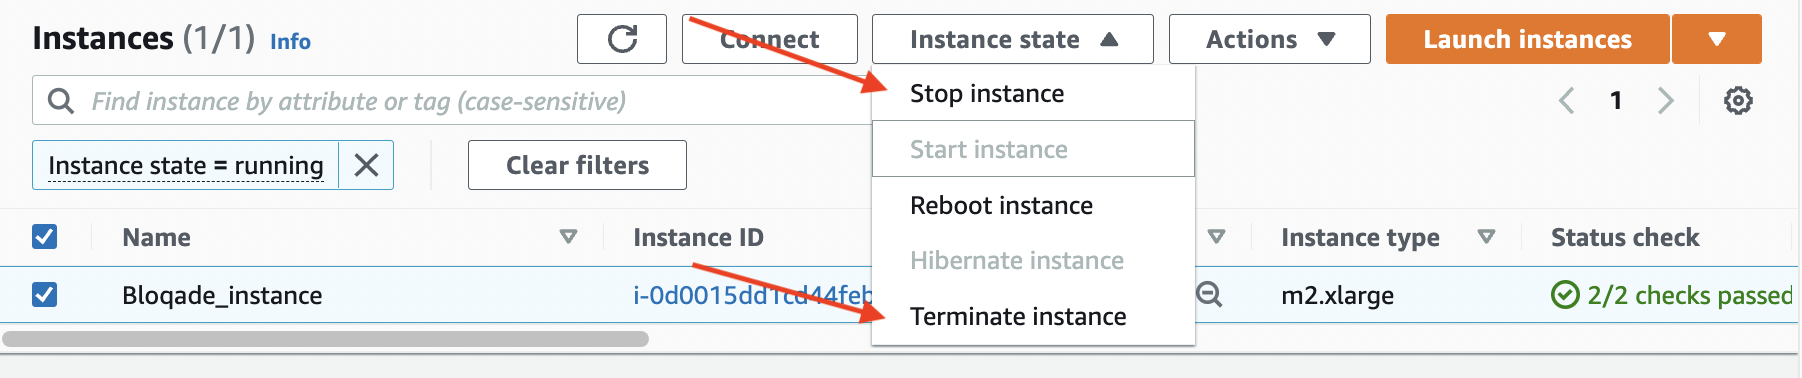 Instances (1/1) Info
Connect
Instance state
Actions
Launch instances
Find instance by attribute or tag (case-sensitive)
1
Instance state = running
Clear filters
Stop instance
Start instance
Reboot instance
Hibernate instance
Terminate instance
Name
Instance ID
Instance type
Status check
Bloqade_instance
i-0d0015dd1cd44feb
m2.xlarge
2/2 checks passed